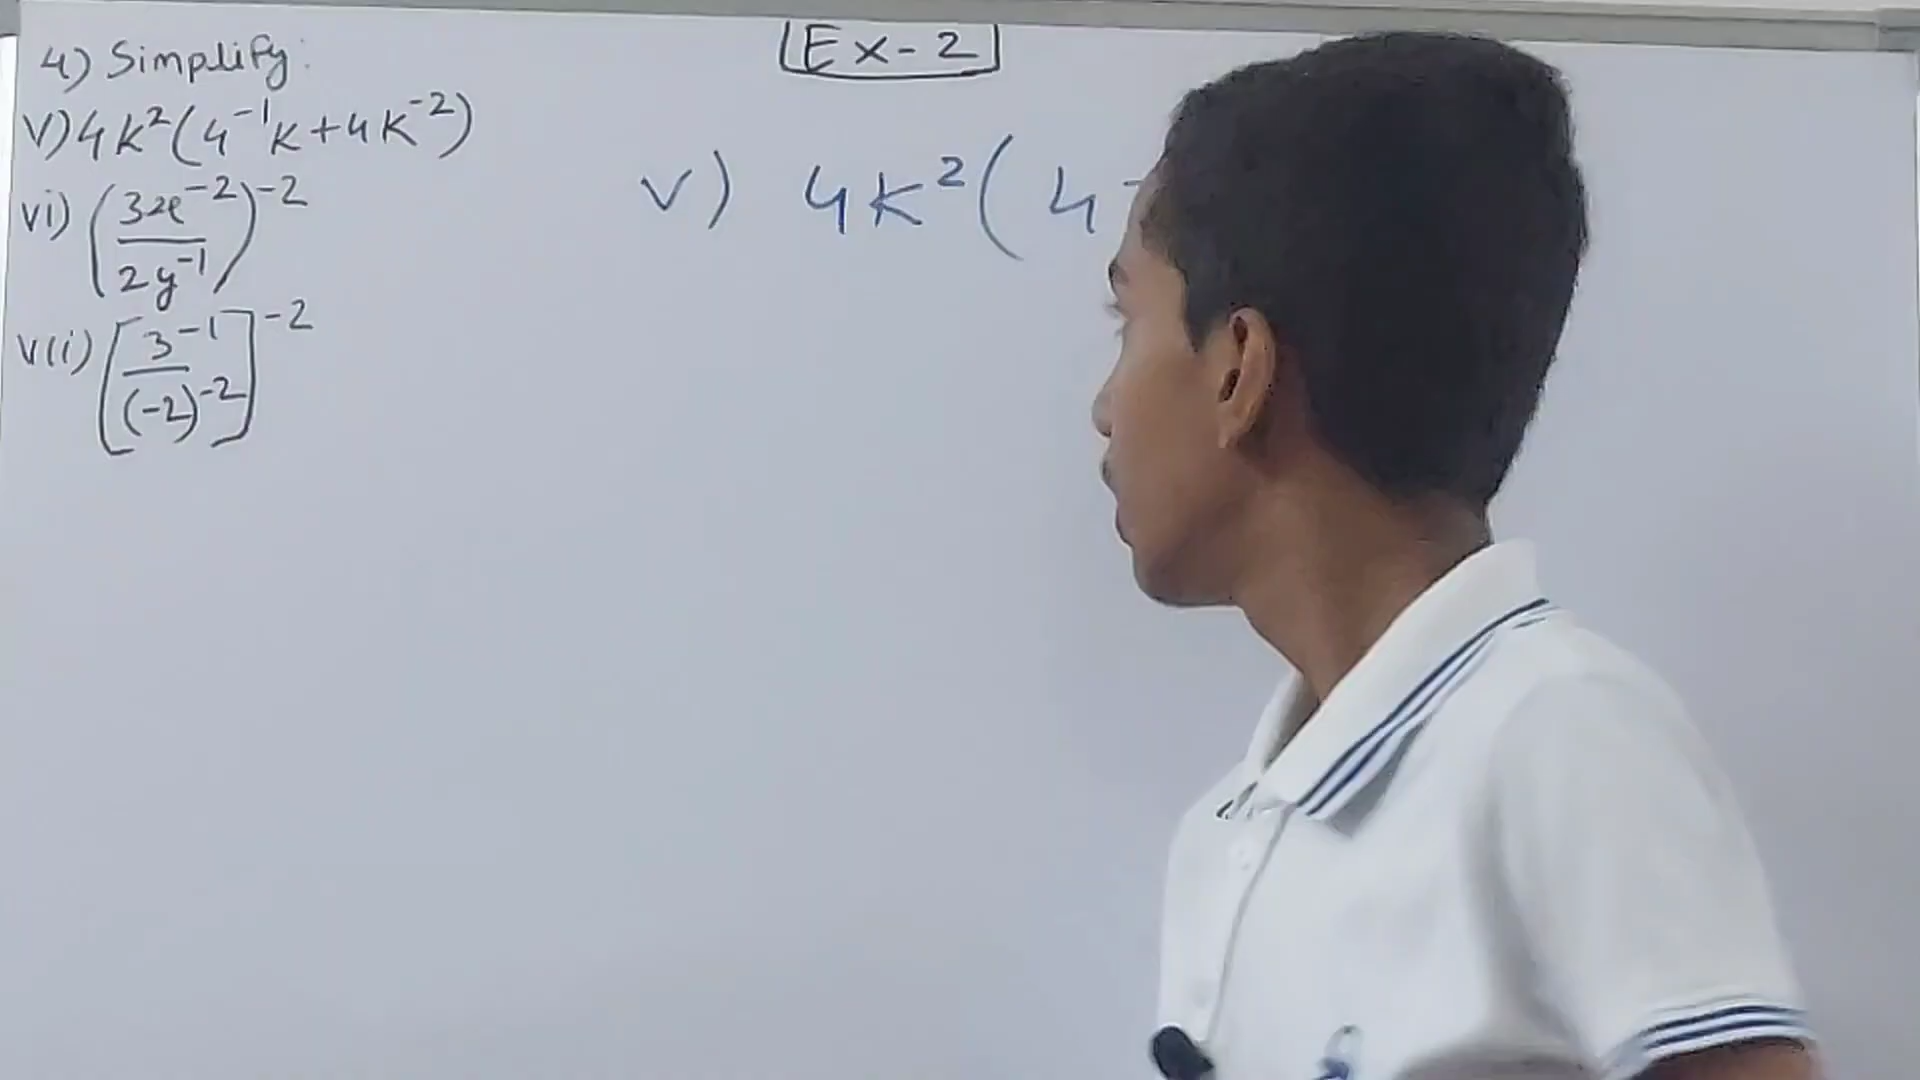 Ex-2
4) Simplify:
v) 4k²(4⁻¹k+4k⁻²)
vi) (3x⁻²/2y⁻¹)⁻²
vii) [3⁻¹/(-2)⁻²]⁻²
v) 4k²(4⁻